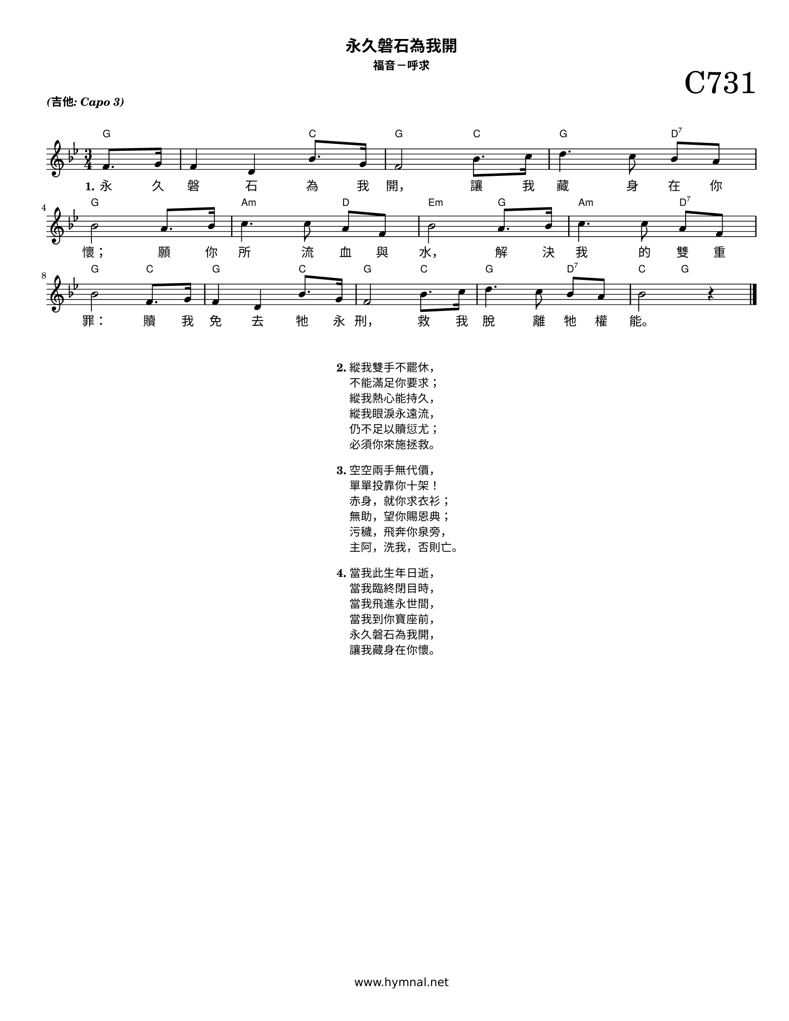 永久磐石為我開
福音－呼求
C731
(吉他: Capo 3)
G C G C G D7
3 4
1. 永 久 磐 石 為 我 開， 讓 我 藏 身 在 你
4
G Am D Em G Am D7
懷； 願 你 所 流 血 與 水， 解 決 我 的 雙 重
8
G C G C G C G D7 C G
罪： 贖 我 免 去 牠 永 刑， 救 我 脫 離 牠 權 能。
2. 縱我雙手不罷休，
不能滿足你要求；
縱我熱心能持久，
縱我眼淚永遠流，
仍不足以贖愆尤；
必須你來施拯救。
3. 空空兩手無代價，
單單投靠你十架！
赤身，就你求衣衫；
無助，望你賜恩典；
污穢，飛奔你泉旁，
主阿，洗我，否則亡。
4. 當我此生年日逝，
當我臨終閉目時，
當我飛進永世間，
當我到你寶座前，
永久磐石為我開，
讓我藏身在你懷。
www.hymnal.net